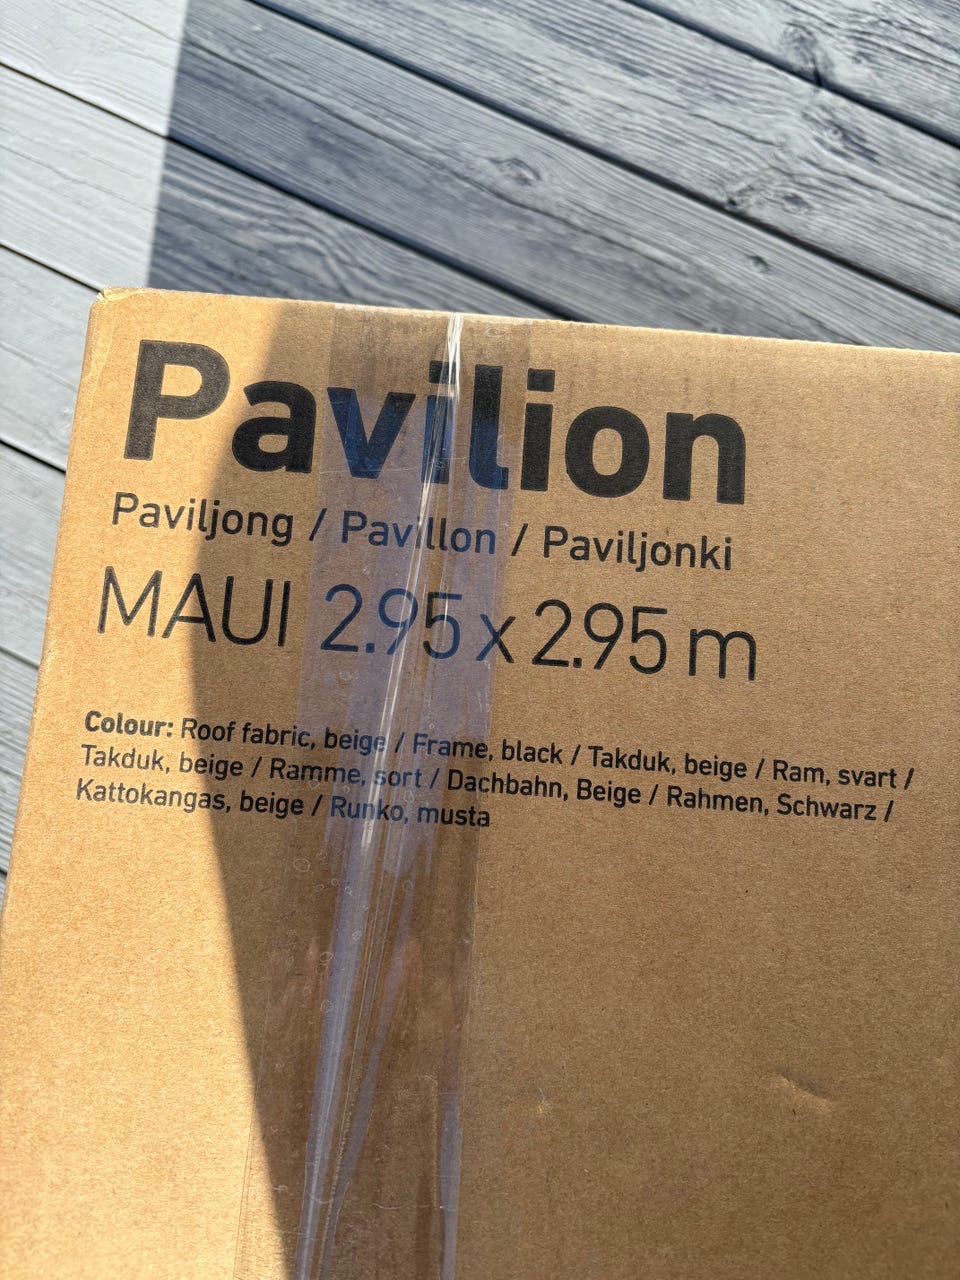 Pavilion
Paviljong / Pavillon / Paviljonki
MAUI 2.95 x 2.95 m
Colour: Roof fabric, beige / Frame, black / Takduk, beige / Ram, svart /
Takduk, beige / Ramme, sort / Dachbahn, Beige / Rahmen, Schwarz /
Kattokangas, beige / Runko, musta